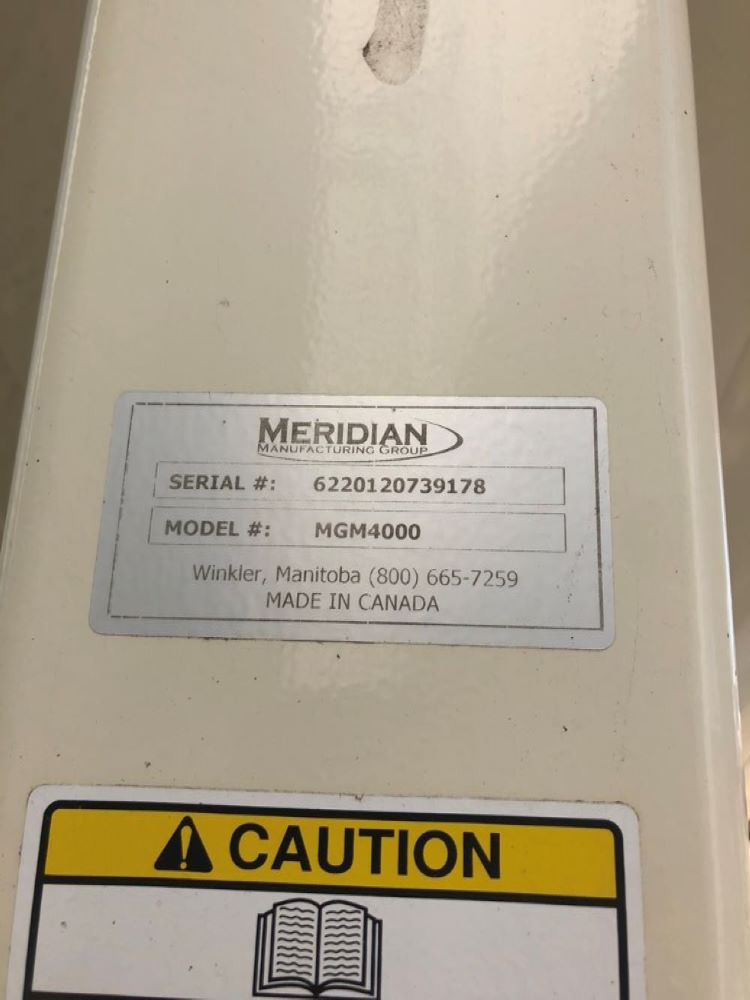 MERIDIAN
MANUFACTURING GROUP
SERIAL #: 6220120739178
MODEL #: MGM4000
Winkler, Manitoba (800) 665-7259
MADE IN CANADA
CAUTION